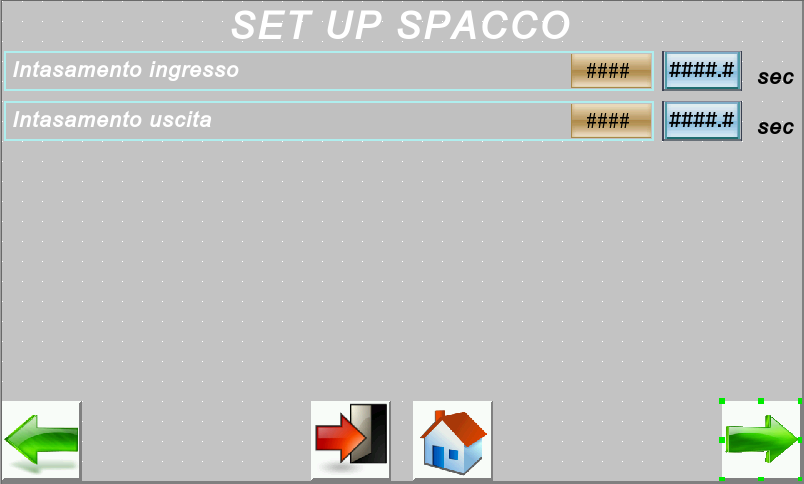 SET UP SPACCO
Intasamento ingresso #### ####.# sec
Intasamento uscita #### ####.# sec